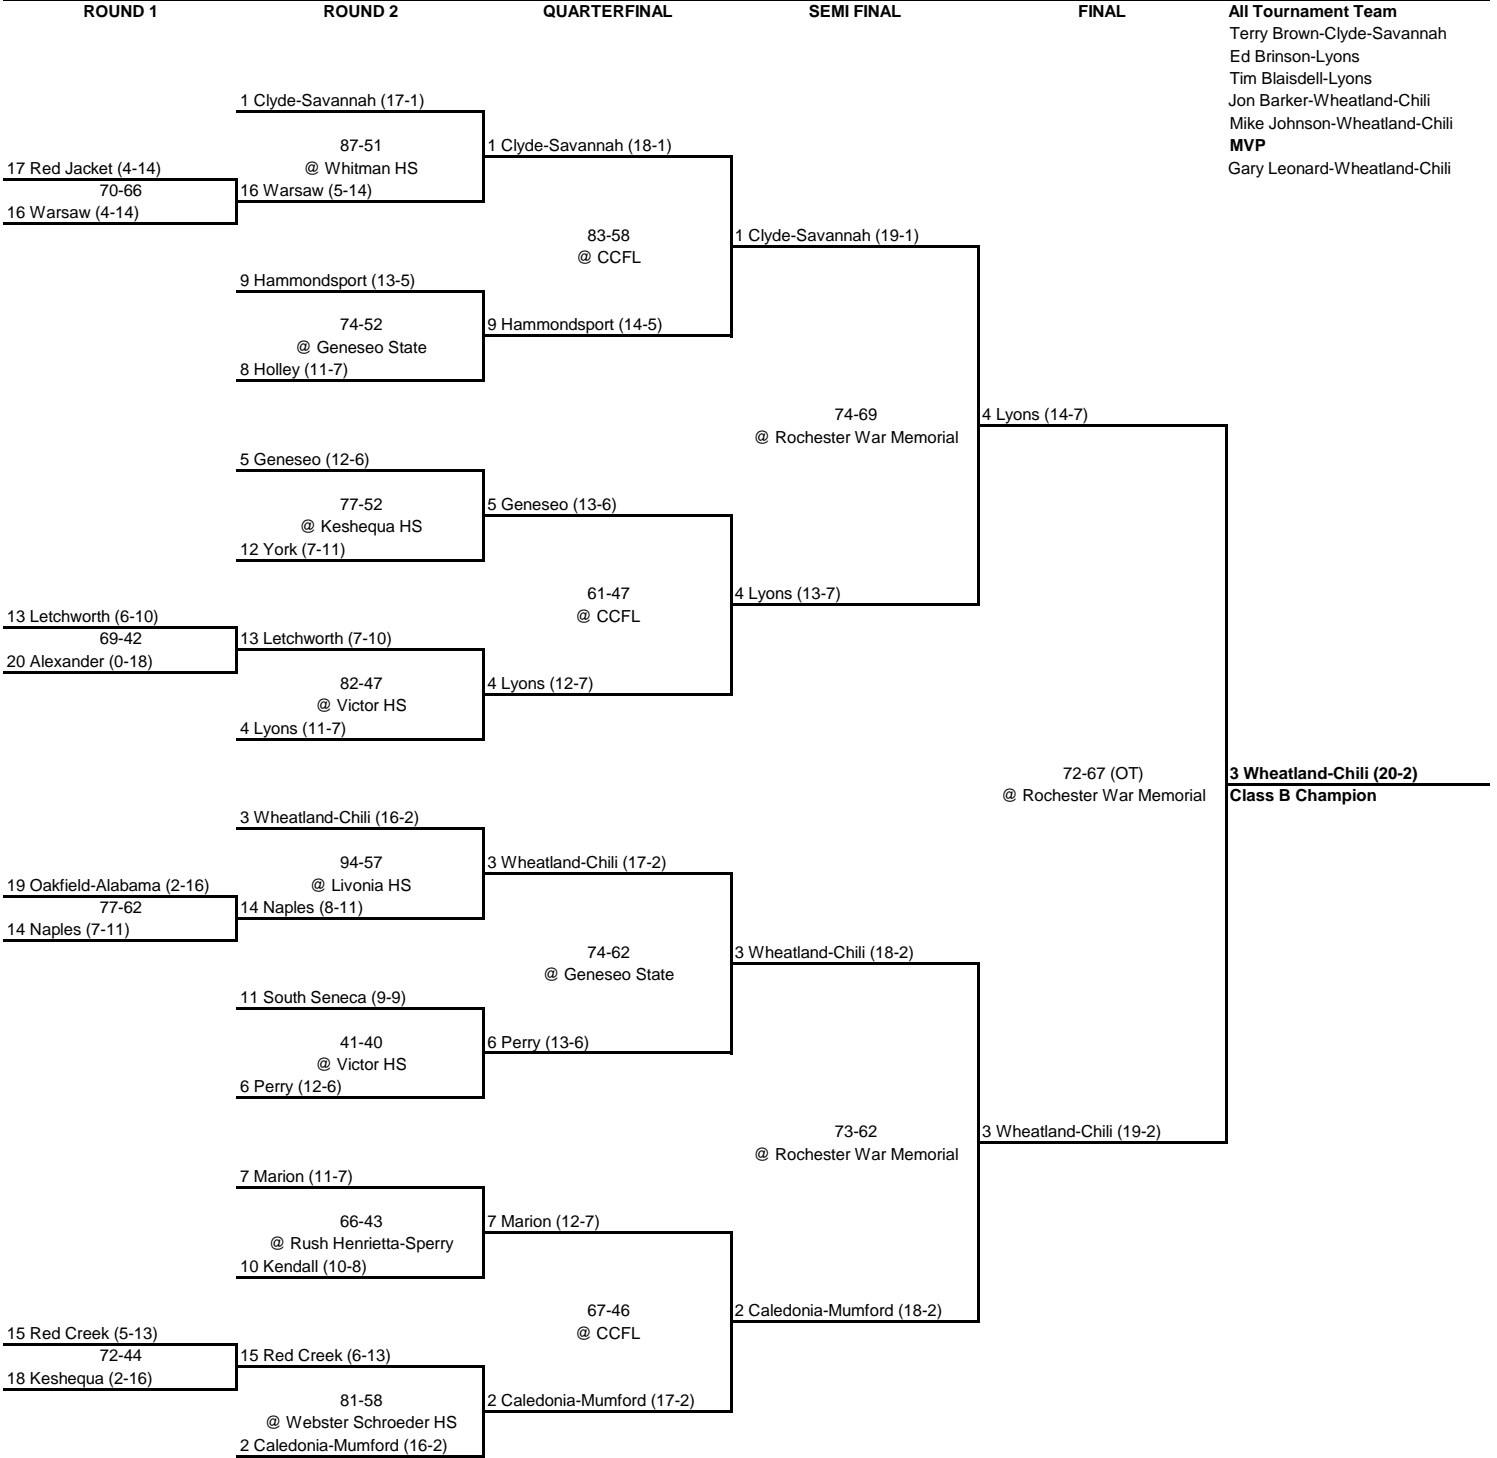 ROUND 1
ROUND 2
QUARTERFINAL
SEMI FINAL
FINAL
All Tournament Team
Terry Brown-Clyde-Savannah
Ed Brinson-Lyons
Tim Blaisdell-Lyons
Jon Barker-Wheatland-Chili
Mike Johnson-Wheatland-Chili
MVP
Gary Leonard-Wheatland-Chili
17 Red Jacket (4-14)
70-66
16 Warsaw (4-14)
13 Letchworth (6-10)
69-42
20 Alexander (0-18)
19 Oakfield-Alabama (2-16)
77-62
14 Naples (7-11)
15 Red Creek (5-13)
72-44
18 Keshequa (2-16)
1 Clyde-Savannah (17-1)
87-51
@ Whitman HS
16 Warsaw (5-14)
9 Hammondsport (13-5)
74-52
@ Geneseo State
8 Holley (11-7)
5 Geneseo (12-6)
77-52
@ Keshequa HS
12 York (7-11)
13 Letchworth (7-10)
82-47
@ Victor HS
4 Lyons (11-7)
3 Wheatland-Chili (16-2)
94-57
@ Livonia HS
14 Naples (8-11)
11 South Seneca (9-9)
41-40
@ Victor HS
6 Perry (12-6)
7 Marion (11-7)
66-43
@ Rush Henrietta-Sperry
10 Kendall (10-8)
15 Red Creek (6-13)
81-58
@ Webster Schroeder HS
2 Caledonia-Mumford (16-2)
1 Clyde-Savannah (18-1)
83-58
@ CCFL
9 Hammondsport (14-5)
5 Geneseo (13-6)
61-47
@ CCFL
4 Lyons (12-7)
3 Wheatland-Chili (17-2)
74-62
@ Geneseo State
6 Perry (13-6)
7 Marion (12-7)
67-46
@ CCFL
2 Caledonia-Mumford (17-2)
1 Clyde-Savannah (19-1)
74-69
@ Rochester War Memorial
4 Lyons (13-7)
3 Wheatland-Chili (18-2)
73-62
@ Rochester War Memorial
2 Caledonia-Mumford (18-2)
4 Lyons (14-7)
72-67 (OT)
@ Rochester War Memorial
3 Wheatland-Chili (19-2)
3 Wheatland-Chili (20-2)
Class B Champion